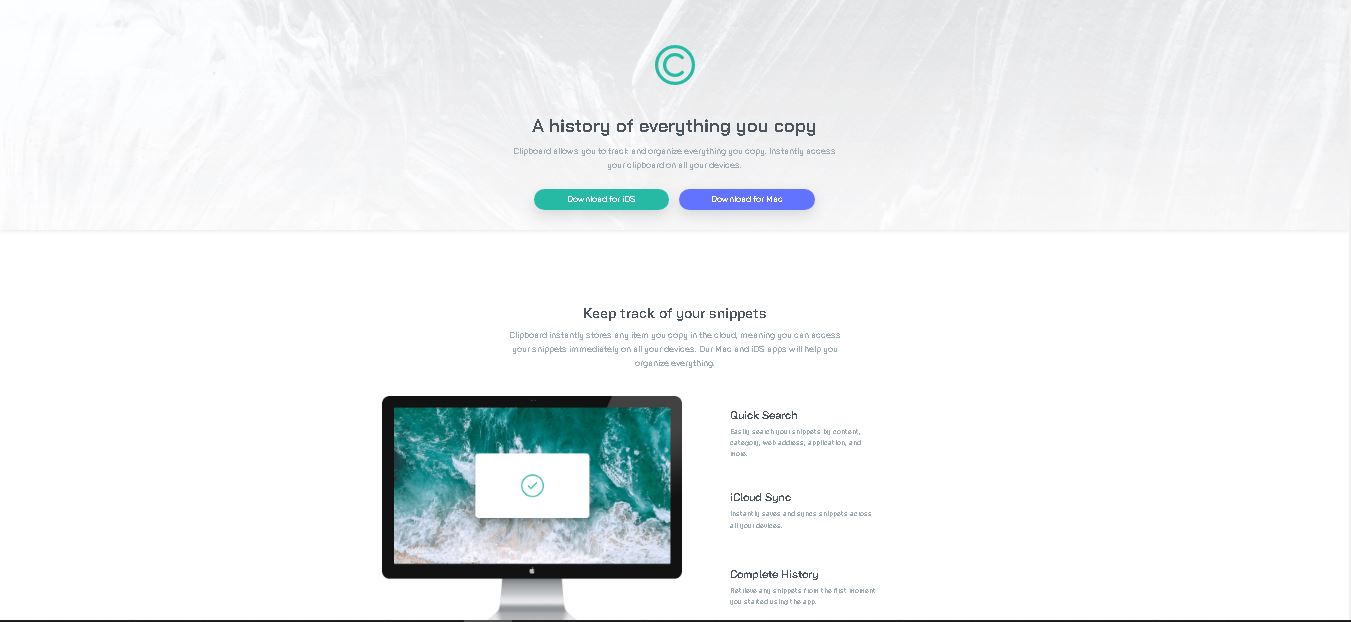 C
A history of everything you copy
Clipboard allows you to track and organize everything you copy. Instantly access
your clipboard on all your devices.
Download for iOS
Download for Mac
Keep track of your snippets
Clipboard instantly stores any item you copy in the cloud, meaning you can access
your snippets immediately on all your devices. Our Mac and iOS apps will help you
organize everything.
Quick Search
Easily search your snippets by content,
category, web address, application, and
more.
iCloud Sync
Instantly saves and syncs snippets across
all your devices.
Complete History
Retrieve any snippets from the first moment
you started using the app.